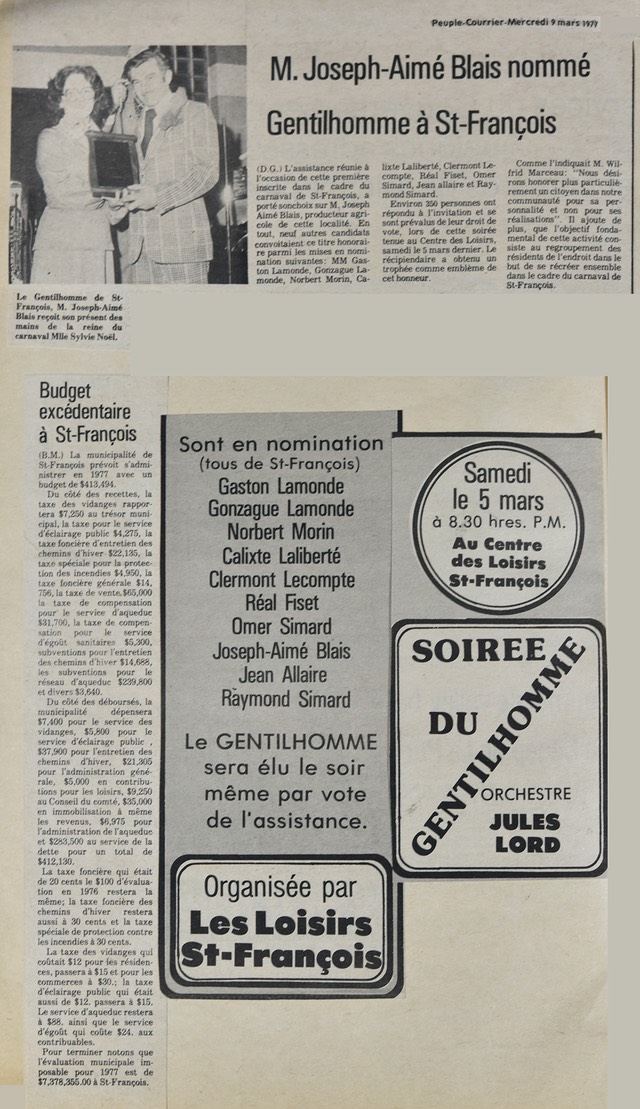 Peuple-Courrier-Mercredi 9 mars 1977
M. Joseph-Aimé Blais nommé
Gentilhomme à St-François
(D.G.) L'assistance réunie à
l'occasion de cette première
inscrite dans le cadre du
carnaval de St-François, a
porté sonchoix sur M. Joseph
Aimé Blais, producteur agri-
cole de cette localité. En
tout, neuf autres candidats
convoitaient ce titre honorai-
re parmi les mises en nomi-
nation suivantes: MM Gas-
ton Lamonde, Gonzague La-
monde, Norbert Morin, Ca-
lixte Laliberté, Clermont Le-
compte, Réal Fiset, Omer
Simard, Jean allaire et Ray-
mond Simard.
Environ 350 personnes ont
répondu à l'invitation et se
sont prévalus de leur droit de
vote, lors de cette soirée
tenue au Centre des Loisirs,
samedi le 5 mars dernier. Le
récipiendaire a obtenu un
trophée comme emblème de
cet honneur.
Comme l'indiquait M. Wil-
frid Marceau: "Nous dési-
rons honorer plus particuliè-
rement un citoyen dans notre
communauté pour sa per-
sonnalité et non pour ses
réalisations". Il ajoute de
plus, que l'objectif fonda-
mental de cette activité con-
siste au regroupement des
résidents de l'endroit dans le
but de se récréer ensemble
dans le cadre du carnaval de
St-François.
Le Gentilhomme de St-
François, M. Joseph-Aimé
Blais reçoit son présent des
mains de la reine du
carnaval Mlle Sylvie Noël.
Budget
excédentaire
à St-François
(B.M.) La municipalité de
St-François prévoit s'admi-
nistrer en 1977 avec un
budget de $413,494.
Du côté des recettes, la
taxe des vidanges rappor-
tera $7,250 au trésor muni-
cipal, la taxe pour le service
d'éclairage public $4,275, la
taxe foncière d'entretien des
chemins d'hiver $22,135, la
taxe spéciale pour la protec-
tion des incendies $4,950, la
taxe foncière générale $14,
756, la taxe de vente,$65,000
la taxe de compensation
pour le service d'aqueduc
$31,700, la taxe de compen-
sation pour le service
d'égoût sanitaires $5,300,
subventions pour l'entretien
des chemins d'hiver $14,688,
les subventions pour le
réseau d'aqueduc $239,800
et divers $3,640.
Du côté des déboursés, la
municipalité dépensera
$7,400 pour le service des
vidanges, $5,800 pour le
service d'éclairage public ,
$37,900 pour l'entretien des
chemins d'hiver, $21,305
pour l'administration géné-
rale, $5,000 en contribu-
tions pour les loisirs, $9,250
au Conseil du comté, $35,000
en immobilisation à même
les revenus, $6,975 pour
l'administration de l'aqueduc
et $283,500 au service de la
dette pour un total de
$412,130.
La taxe foncière qui était
de 20 cents le $100 d'évalua-
tion en 1976 restera la
même; la taxe foncière des
chemins d'hiver restera
aussi à 30 cents et la taxe
spéciale de protection contre
les incendies à 30 cents.
La taxe des vidanges qui
coûtait $12 pour les résiden-
ces, passera à $15 et pour les
commerces à $30.; la taxe
d'éclairage public qui était
aussi de $12. passera à $15.
Le service d'aqueduc restera
à $88. ainsi que le service
d'égoût qui coûte $24. aux
contribuables.
Pour terminer notons que
l'évaluation municipale im-
posable pour 1977 est de
$7,378,355.00 à St-François.
Sont en nomination
(tous de St-François)
Gaston Lamonde
Gonzague Lamonde
Norbert Morin
Calixte Laliberté
Clermont Lecompte
Réal Fiset
Omer Simard
Joseph-Aimé Blais
Jean Allaire
Raymond Simard
Le GENTILHOMME
sera élu le soir
même par vote
de l'assistance.
Organisée par
Les Loisirs
St-François
Samedi
le 5 mars
à 8.30 hres. P.M.
Au Centre
des Loisirs
St-François
SOIREE
DU
GENTILHOMME
ORCHESTRE
JULES
LORD